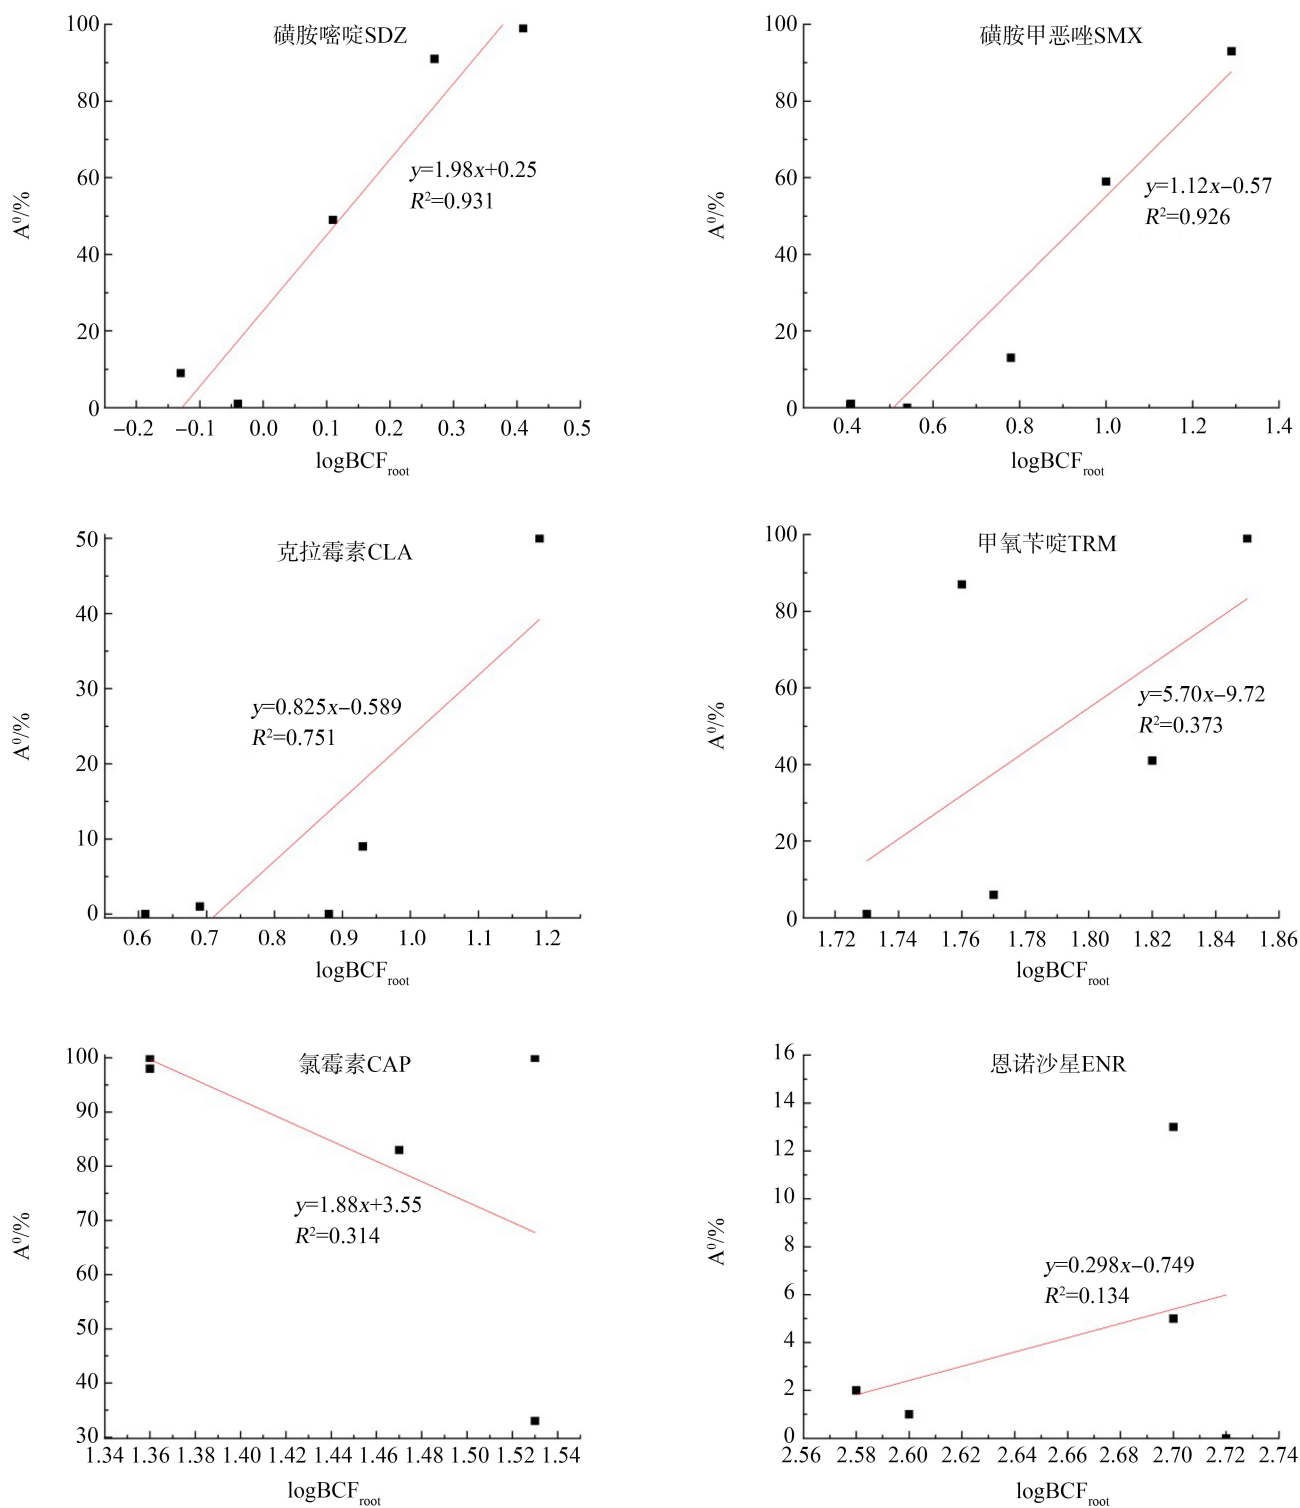 磺胺嘧啶SDZ
100
80
60
40
20
0
A⁰/%
y=1.98x+0.25
R²=0.931
−0.2 −0.1 0.0 0.1 0.2 0.3 0.4 0.5
logBCFroot
磺胺甲恶唑SMX
100
80
60
40
20
0
A⁰/%
y=1.12x−0.57
R²=0.926
0.4 0.6 0.8 1.0 1.2 1.4
logBCFroot
克拉霉素CLA
50
40
30
20
10
0
A⁰/%
y=0.825x−0.589
R²=0.751
0.6 0.7 0.8 0.9 1.0 1.1 1.2
logBCFroot
甲氧苄啶TRM
100
80
60
40
20
0
A⁰/%
y=5.70x−9.72
R²=0.373
1.72 1.74 1.76 1.78 1.80 1.82 1.84 1.86
logBCFroot
氯霉素CAP
100
90
80
70
60
50
40
30
A⁰/%
y=1.88x+3.55
R²=0.314
1.34 1.36 1.38 1.40 1.42 1.44 1.46 1.48 1.50 1.52 1.54
logBCFroot
恩诺沙星ENR
16
14
12
10
8
6
4
2
0
A⁰/%
y=0.298x−0.749
R²=0.134
2.56 2.58 2.60 2.62 2.64 2.66 2.68 2.70 2.72 2.74
logBCFroot